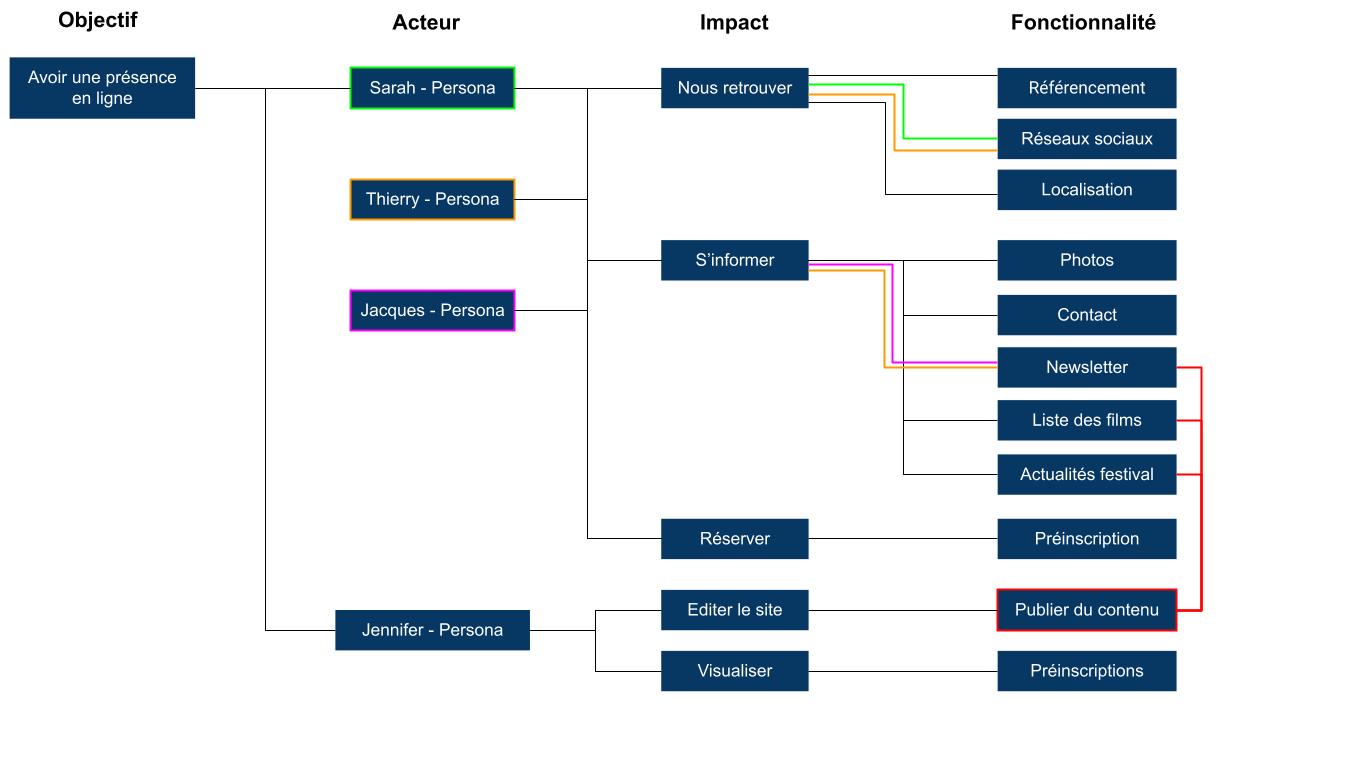 Objectif
Acteur
Impact
Fonctionnalité
Avoir une présence
en ligne
Sarah - Persona
Nous retrouver
Référencement
Réseaux sociaux
Localisation
Thierry - Persona
S’informer
Photos
Jacques - Persona
Contact
Newsletter
Liste des films
Actualités festival
Réserver
Préinscription
Jennifer - Persona
Editer le site
Publier du contenu
Visualiser
Préinscriptions